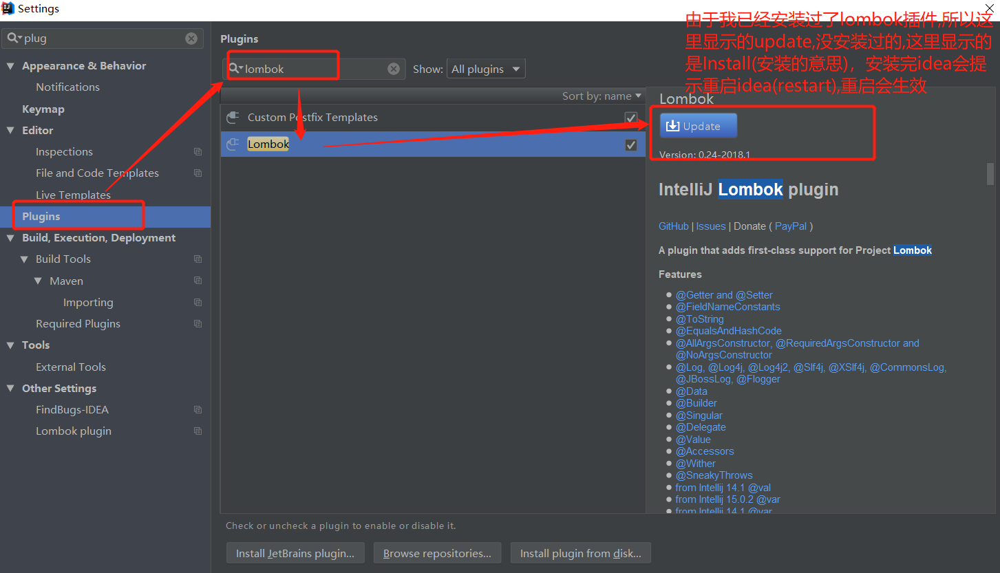 Settings
由于我已经安装过了lombok插件,所以这
里显示的update,没安装过的,这里显示的
是Install(安装的意思)，安装完idea会提
示重启idea(restart),重启会生效
plug
Appearance & Behavior
Notifications
Keymap
Editor
Inspections
File and Code Templates
Live Templates
Plugins
Build, Execution, Deployment
Build Tools
Maven
Importing
Required Plugins
Tools
External Tools
Other Settings
FindBugs-IDEA
Lombok plugin
Plugins
lombok
Show: All plugins
Sort by: name
Custom Postfix Templates
Lombok
Lombok
Update
Version: 0.24-2018.1
IntelliJ Lombok plugin
GitHub | Issues | Donate ( PayPal )
A plugin that adds first-class support for Project Lombok
Features
@Getter and @Setter
@FieldNameConstants
@ToString
@EqualsAndHashCode
@AllArgsConstructor, @RequiredArgsConstructor and
@NoArgsConstructor
@Log, @Log4j, @Log4j2, @Slf4j, @XSlf4j, @CommonsLog,
@JBossLog, @Flogger
@Data
@Builder
@Singular
@Delegate
@Value
@Accessors
@Wither
@SneakyThrows
from Intellij 14.1 @val
from Intellij 15.0.2 @var
from Intellij 14.1 @var
Check or uncheck a plugin to enable or disable it.
Install JetBrains plugin...
Browse repositories...
Install plugin from disk...